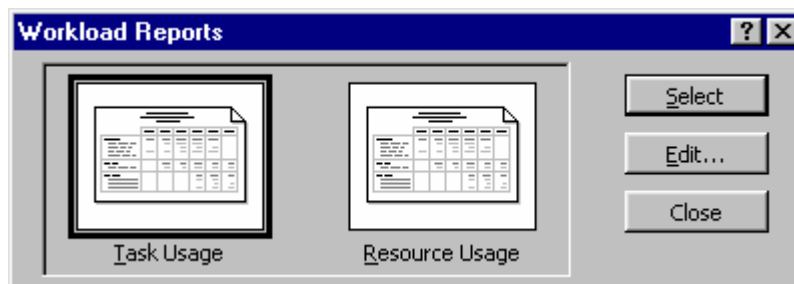 Workload Reports
Select
Edit...
Close
Task Usage
Resource Usage